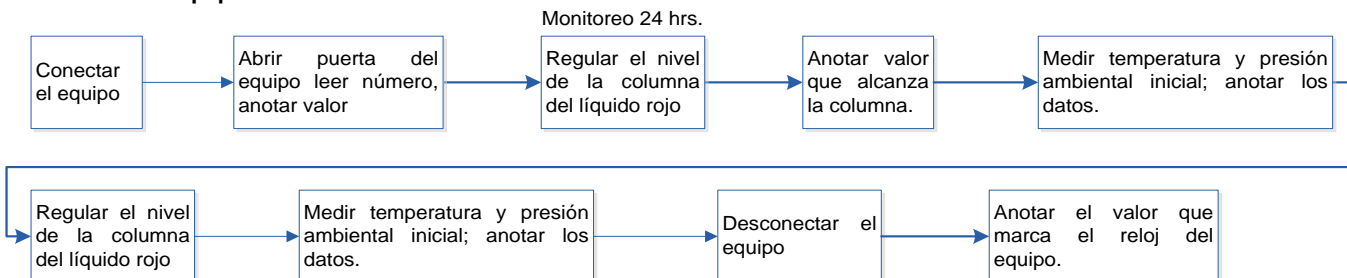 Monitoreo 24 hrs.
Conectar
el equipo
Abrir puerta del
equipo leer número,
anotar valor
Regular el nivel
de la columna
del líquido rojo
Anotar valor
que alcanza
la columna.
Medir temperatura y presión
ambiental inicial; anotar los
datos.
Regular el nivel
de la columna
del líquido rojo
Medir temperatura y presión
ambiental inicial; anotar los
datos.
Desconectar el
equipo
Anotar el valor que
marca el reloj del
equipo.